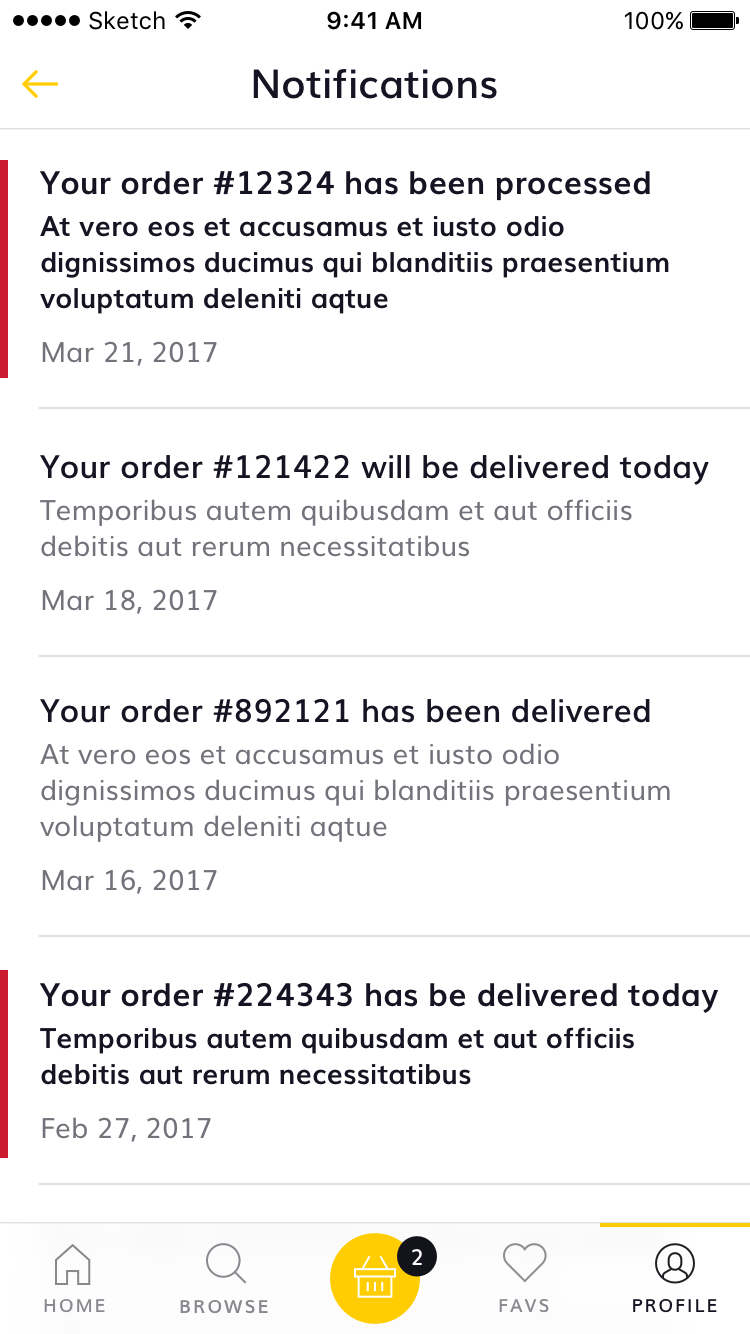 Sketch 9:41 AM 100%
Notifications
Your order #12324 has been processed
At vero eos et accusamus et iusto odio
dignissimos ducimus qui blanditiis praesentium
voluptatum deleniti aqtue
Mar 21, 2017
Your order #121422 will be delivered today
Temporibus autem quibusdam et aut officiis
debitis aut rerum necessitatibus
Mar 18, 2017
Your order #892121 has been delivered
At vero eos et accusamus et iusto odio
dignissimos ducimus qui blanditiis praesentium
voluptatum deleniti aqtue
Mar 16, 2017
Your order #224343 has be delivered today
Temporibus autem quibusdam et aut officiis
debitis aut rerum necessitatibus
Feb 27, 2017
2
HOME BROWSE FAVS PROFILE